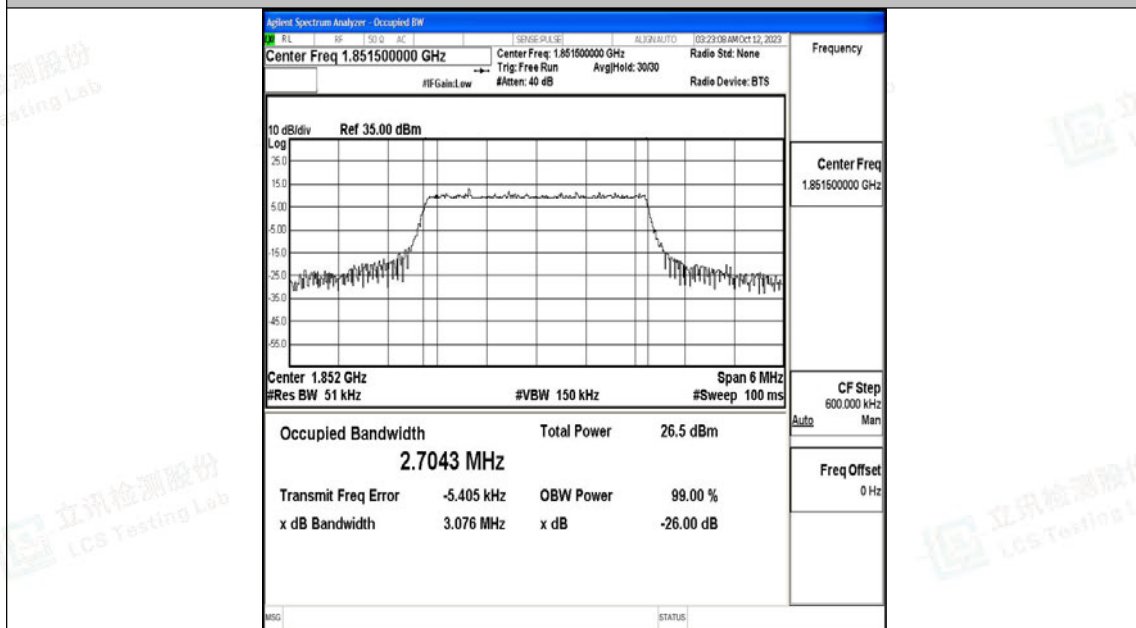 Agilent Spectrum Analyzer - Occupied BW
RL RF 50 Ω AC SENSE:PULSE ALIGN AUTO 03:23:08 AM Oct 12, 2023
Center Freq 1.851500000 GHz
Center Freq: 1.851500000 GHz
Radio Std: None
Trig: Free Run Avg|Hold: 30/30
#IFGain:Low #Atten: 40 dB Radio Device: BTS
10 dB/div Ref 35.00 dBm
Log
25.0
15.0
5.00
-5.00
-15.0
-25.0
-35.0
-45.0
-55.0
Center 1.852 GHz Span 6 MHz
#Res BW 51 kHz #VBW 150 kHz #Sweep 100 ms
Occupied Bandwidth Total Power 26.5 dBm
2.7043 MHz
Transmit Freq Error -5.405 kHz OBW Power 99.00 %
x dB Bandwidth 3.076 MHz x dB -26.00 dB
MSG STATUS
Frequency
Center Freq
1.851500000 GHz
CF Step
600.000 kHz
Auto Man
Freq Offset
0 Hz
立讯检测股份
LCS Testing Lab